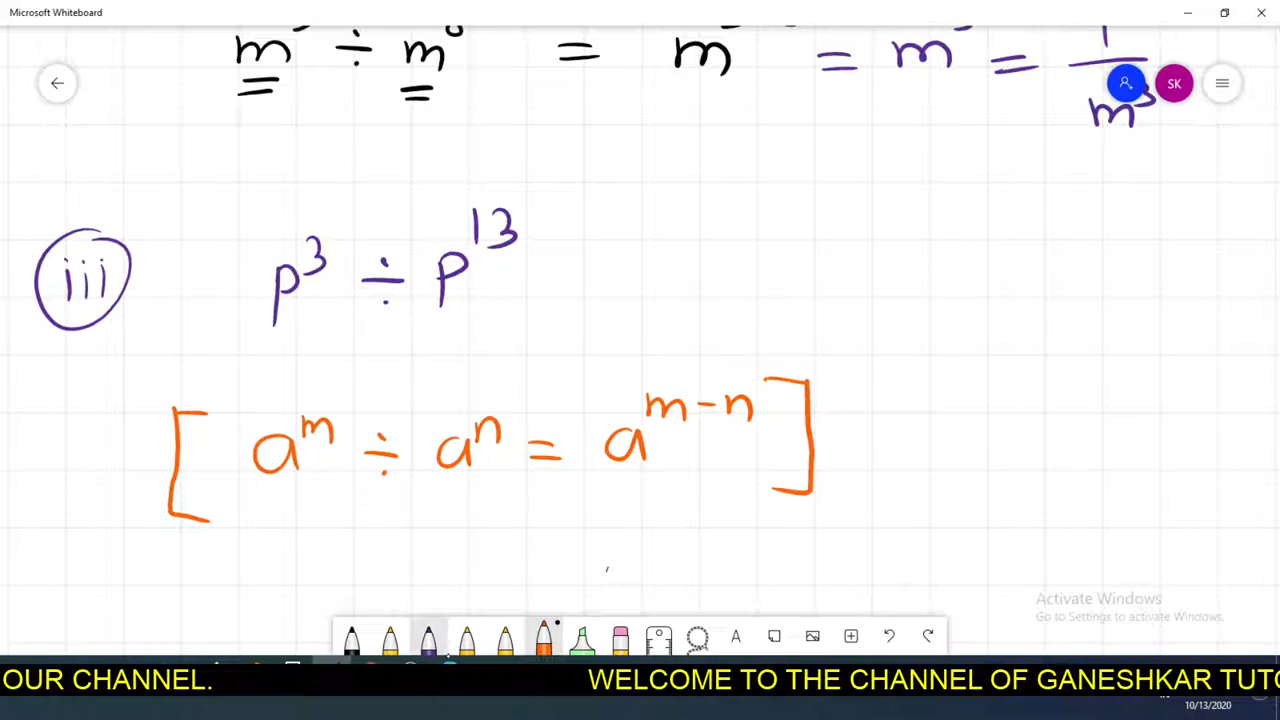 Microsoft Whiteboard
m ÷ m = m = m = 1/m³
SK
iii p³ ÷ p¹³
[ aᵐ ÷ aⁿ = aᵐ⁻ⁿ ]
Activate Windows
Go to Settings to activate Windows.
A
OUR CHANNEL. WELCOME TO THE CHANNEL OF GANESHKAR TUTO
10/13/2020